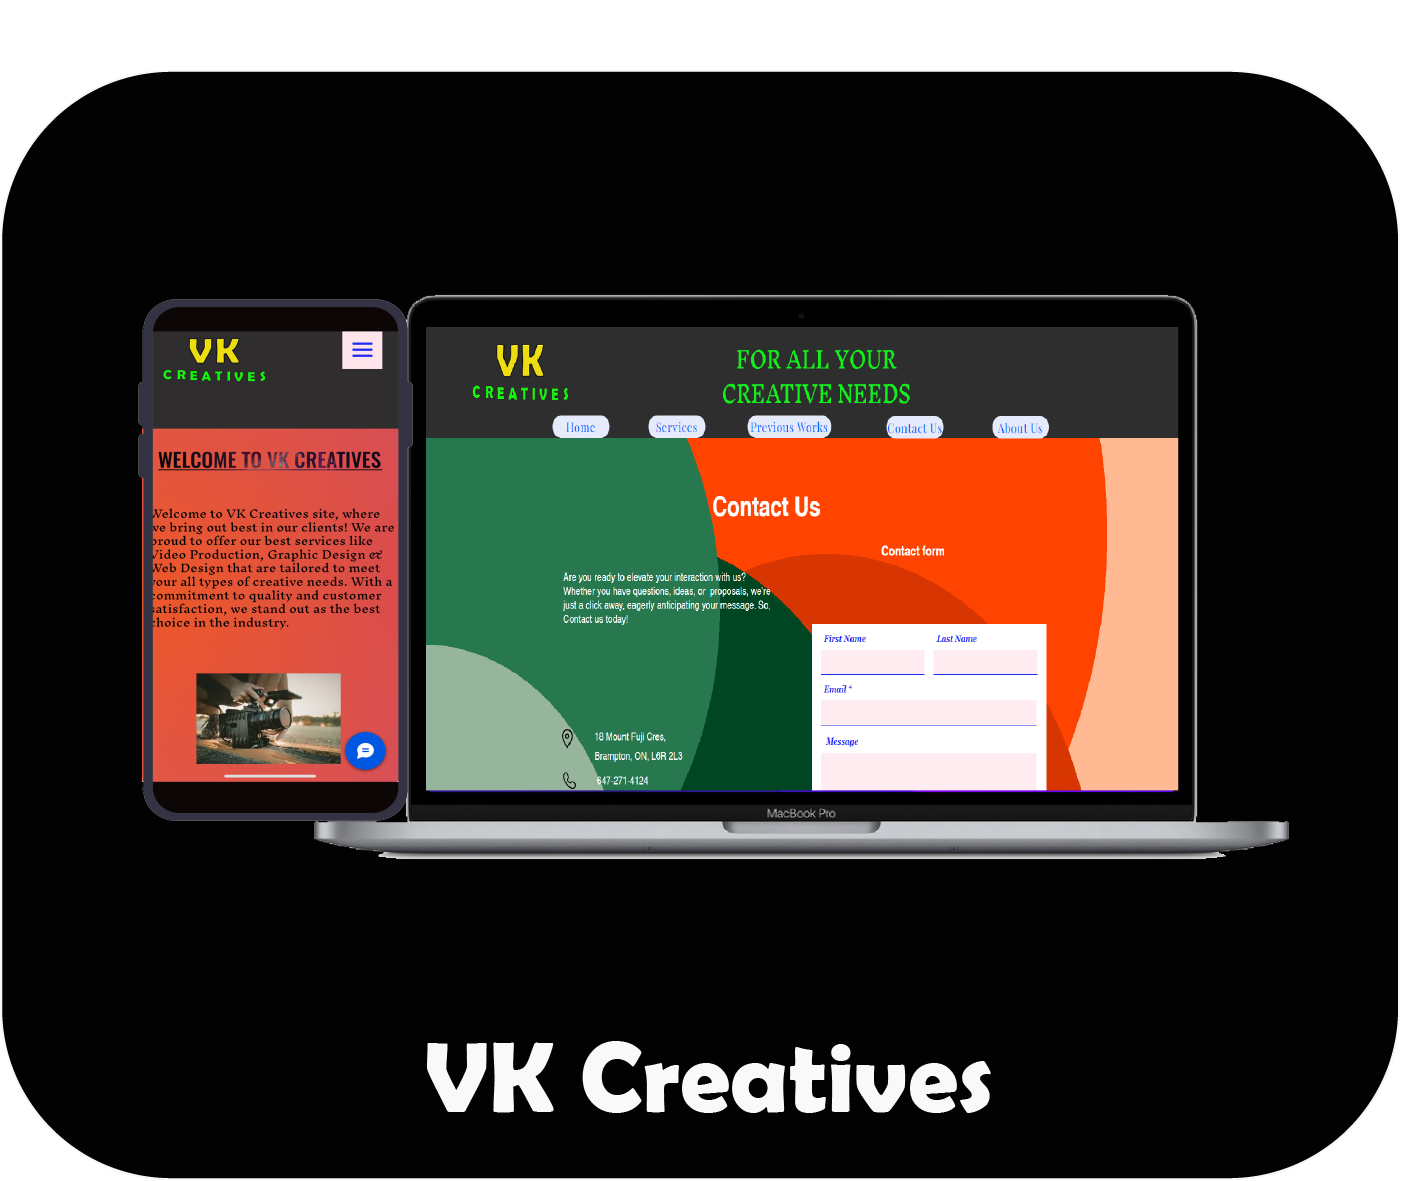 VK
CREATIVES
WELCOME TO VK CREATIVES
Welcome to VK Creatives site, where
we bring out best in our clients! We are
proud to offer our best services like
Video Production, Graphic Design &
Web Design that are tailored to meet
your all types of creative needs. With a
commitment to quality and customer
satisfaction, we stand out as the best
choice in the industry.
VK
CREATIVES
FOR ALL YOUR
CREATIVE NEEDS
Home Services Previous Works Contact Us About Us
Contact Us
Contact form
Are you ready to elevate your interaction with us?
Whether you have questions, ideas, or proposals, we're
just a click away, eagerly anticipating your message. So,
Contact us today!
First Name Last Name
Email *
Message
18 Mount Fuji Cres,
Brampton, ON, L6R 2L3
647-271-4124
MacBook Pro
VK Creatives